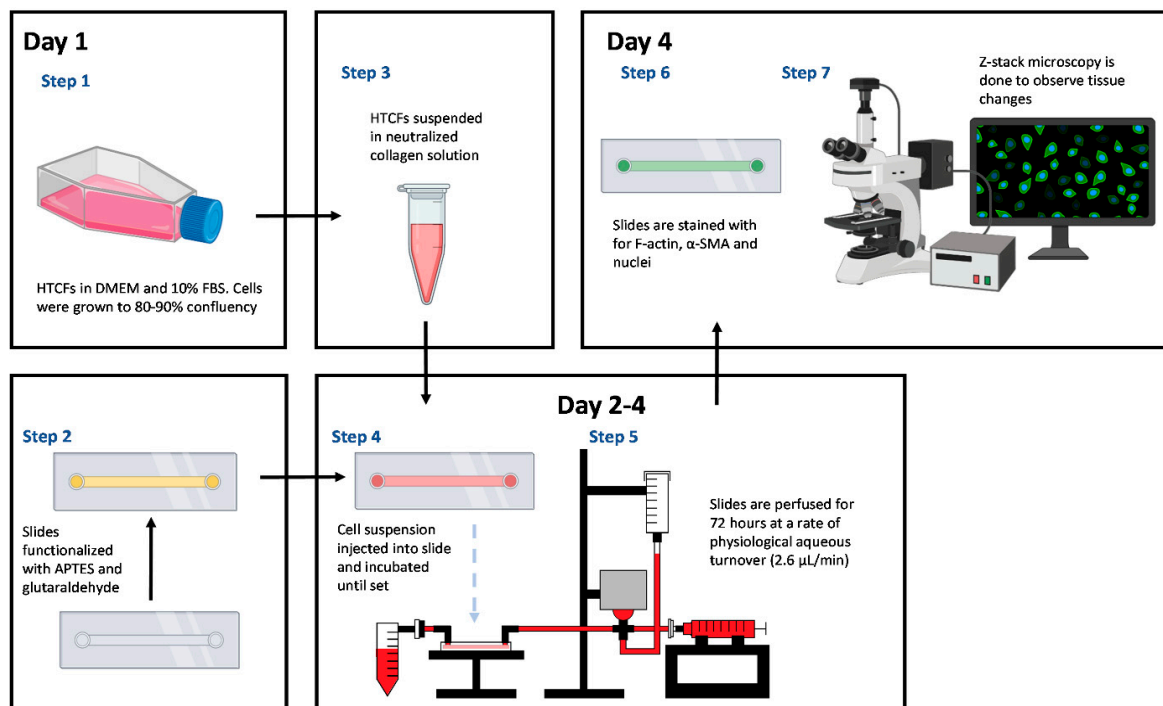 Day 1
Step 1
HTCFs in DMEM and 10% FBS. Cells
were grown to 80-90% confluency
Step 3
HTCFs suspended
in neutralized
collagen solution
Day 4
Step 6
Slides are stained with
for F-actin, α-SMA and
nuclei
Step 7
Z-stack microscopy is
done to observe tissue
changes
Step 2
Slides
functionalized
with APTES and
glutaraldehyde
Day 2-4
Step 4
Cell suspension
injected into slide
and incubated
until set
Step 5
Slides are perfused for
72 hours at a rate of
physiological aqueous
turnover (2.6 μL/min)